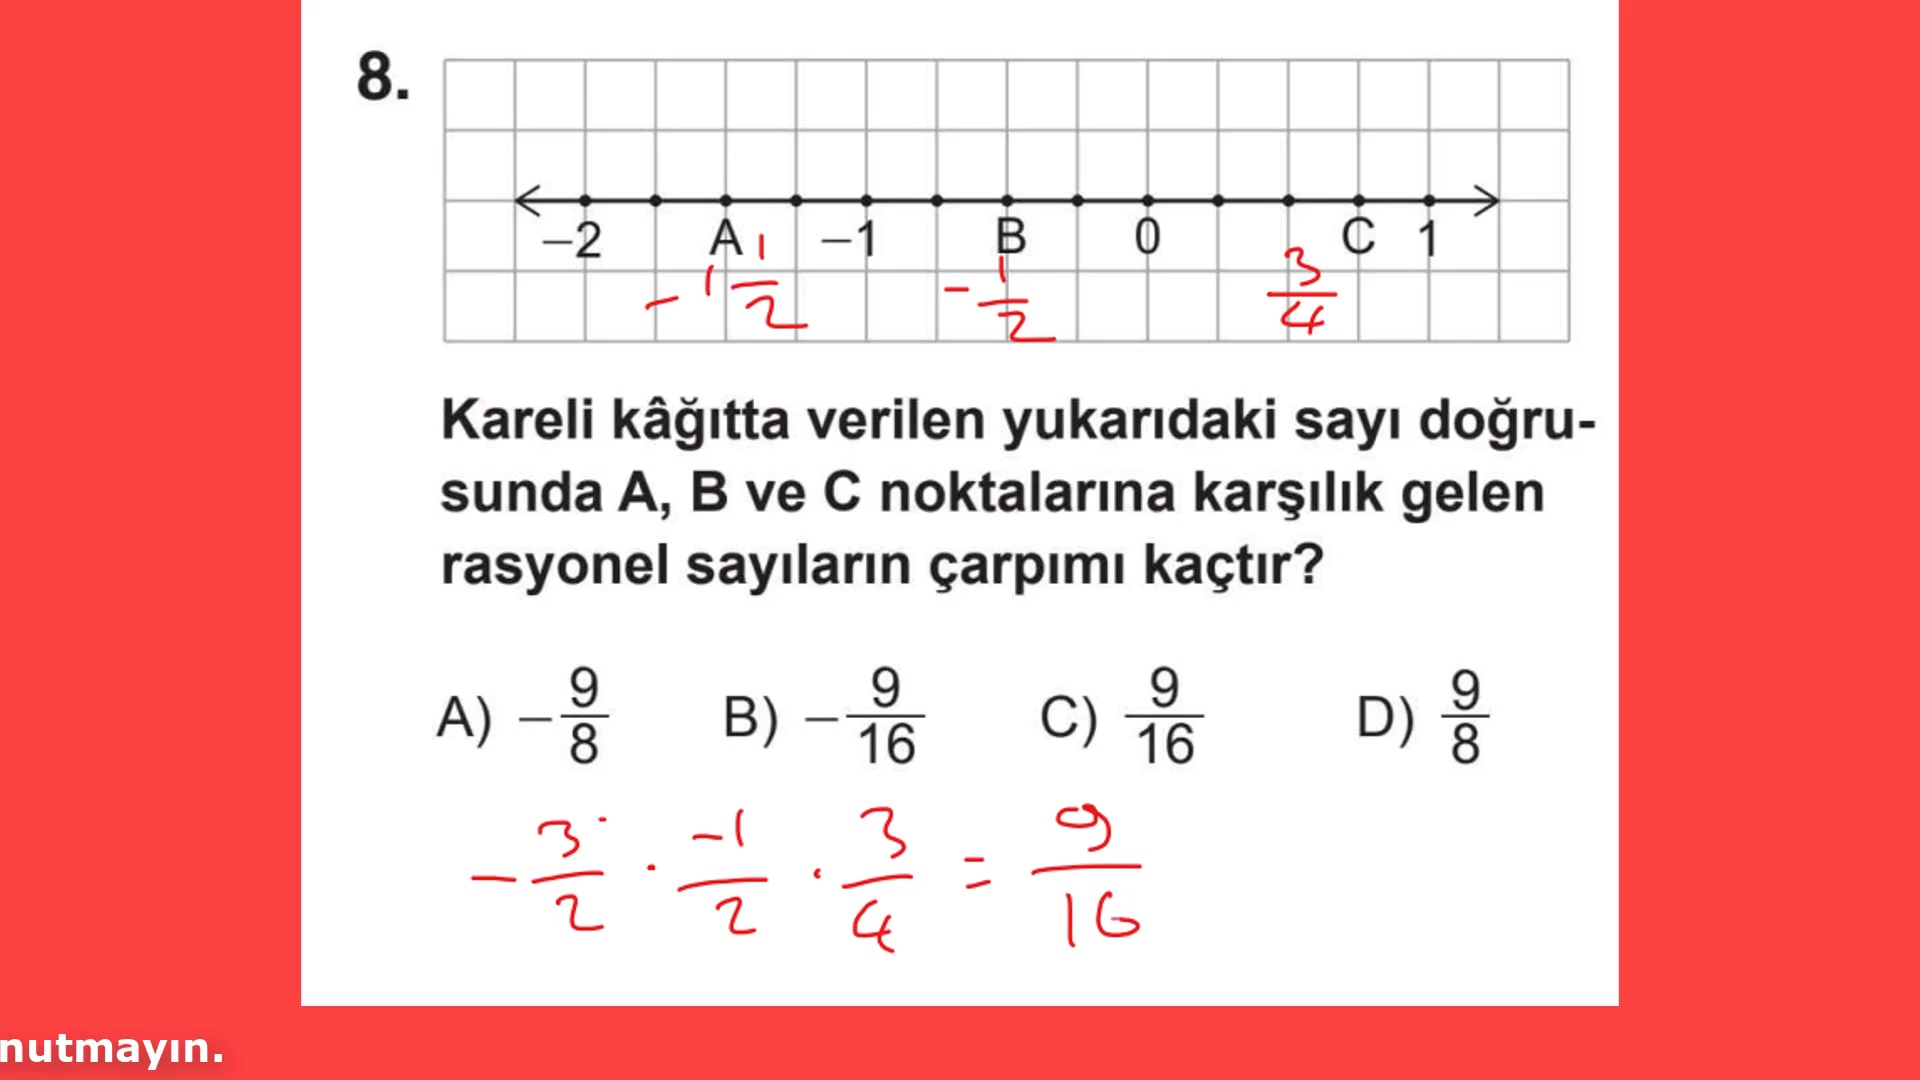 8.
−2 A −1 B 0 C 1
−1 1/2 −1/2 3/4
Kareli kâğıtta verilen yukarıdaki sayı doğru-
sunda A, B ve C noktalarına karşılık gelen
rasyonel sayıların çarpımı kaçtır?
A) −9/8 B) −9/16 C) 9/16 D) 9/8
−3/2 · −1/2 · 3/4 = 9/16
nutmayın.